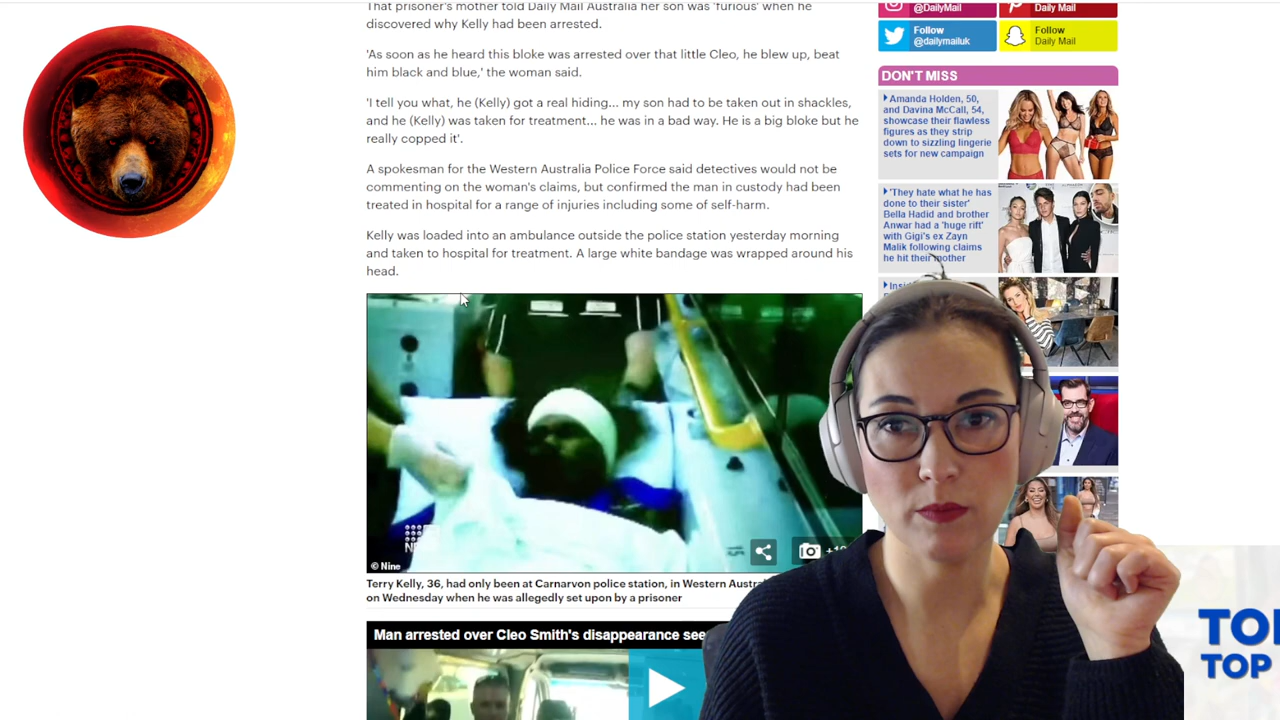 That prisoner's mother told Daily Mail Australia her son was 'furious' when he
discovered why Kelly had been arrested.
'As soon as he heard this bloke was arrested over that little Cleo, he blew up, beat
him black and blue,' the woman said.
'I tell you what, he (Kelly) got a real hiding... my son had to be taken out in shackles,
and he (Kelly) was taken for treatment... he was in a bad way. He is a big bloke but he
really copped it'.
A spokesman for the Western Australia Police Force said detectives would not be
commenting on the woman's claims, but confirmed the man in custody had been
treated in hospital for a range of injuries including some of self-harm.
Kelly was loaded into an ambulance outside the police station yesterday morning
and taken to hospital for treatment. A large white bandage was wrapped around his
head.
© Nine
Terry Kelly, 36, had only been at Carnarvon police station, in Western Austra
on Wednesday when he was allegedly set upon by a prisoner
Man arrested over Cleo Smith's disappearance see
@DailyMail
Daily Mail
Follow
@dailymailuk
Follow
Daily Mail
DON'T MISS
Amanda Holden, 50,
and Davina McCall, 54,
showcase their flawless
figures as they strip
down to sizzling lingerie
sets for new campaign
'They hate what he has
done to their sister'
Bella Hadid and brother
Anwar had a 'huge rift'
with Gigi's ex Zayn
Malik following claims
he hit their mother
TOP